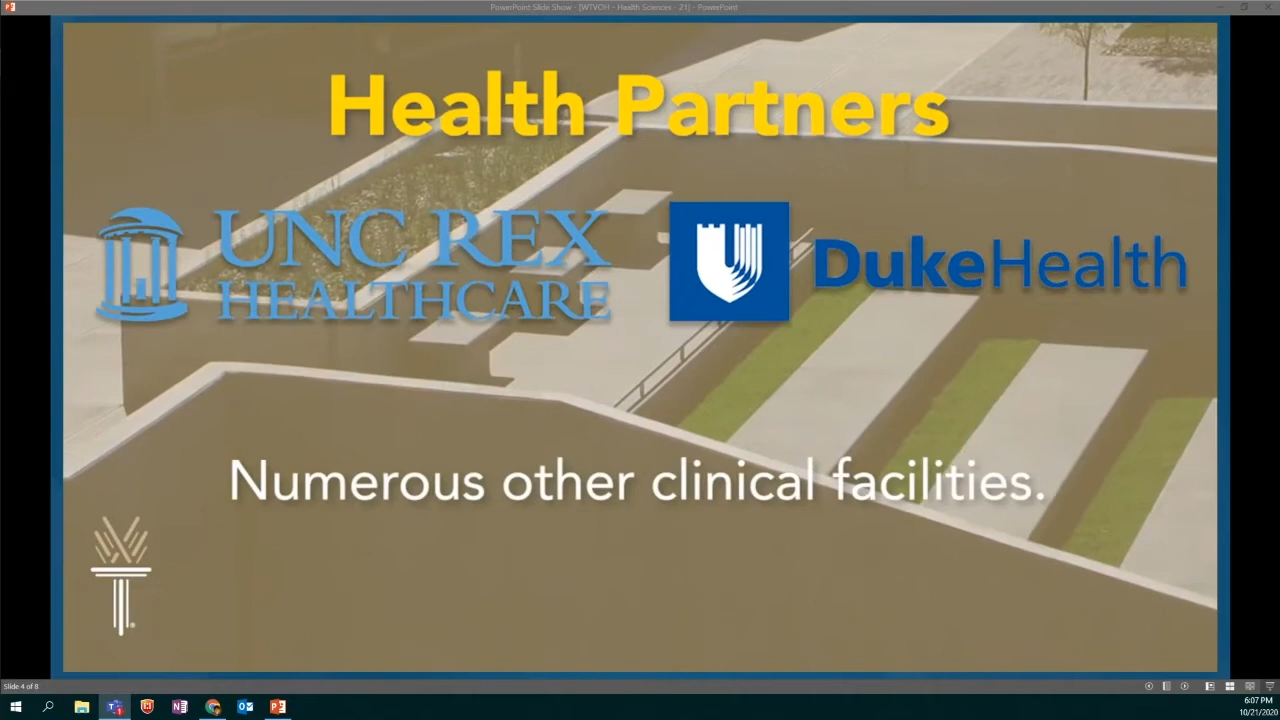 PowerPoint Slide Show - [WTVOH - Health Sciences - 21] - PowerPoint
Health Partners
UNC REX
HEALTHCARE
DukeHealth
Numerous other clinical facilities.
Slide 4 of 8
6:07 PM
10/21/2020